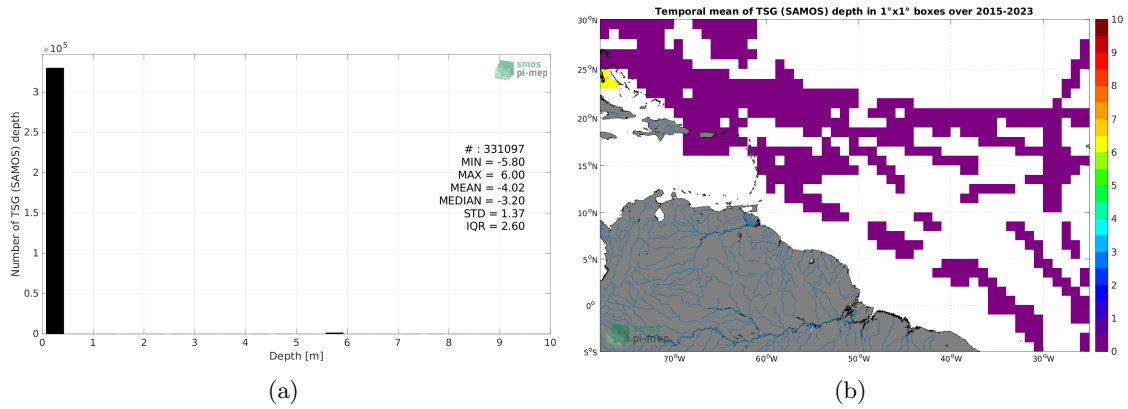 ×10⁵
smos
pi-mep
3
2.5
2
1.5
1
0.5
0
Number of TSG (SAMOS) depth
# : 331097
MIN = -5.80
MAX = 6.00
MEAN = -4.02
MEDIAN = -3.20
STD = 1.37
IQR = 2.60
0 1 2 3 4 5 6 7 8 9 10
Depth [m]
(a)
Temporal mean of TSG (SAMOS) depth in 1°x1° boxes over 2015-2023
30°N
25°N
20°N
15°N
10°N
5°N
0°
5°S
70°W 60°W 50°W 40°W 30°W
smos
pi-mep
10
9
8
7
6
5
4
3
2
1
0
(b)